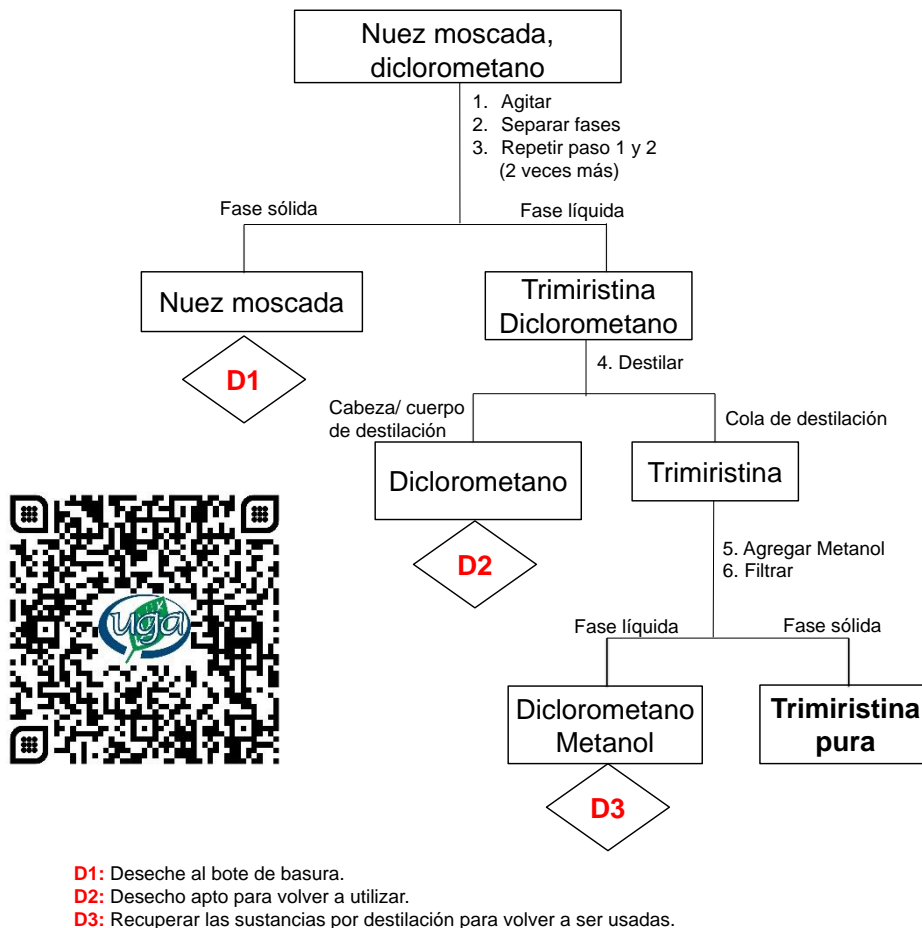 Nuez moscada,
diclorometano
1. Agitar
2. Separar fases
3. Repetir paso 1 y 2
(2 veces más)
Fase sólida
Fase líquida
Nuez moscada
Trimiristina
Diclorometano
D1
4. Destilar
Cabeza/ cuerpo
de destilación
Cola de destilación
Diclorometano
Trimiristina
D2
5. Agregar Metanol
6. Filtrar
uga
Fase líquida
Fase sólida
Diclorometano
Metanol
Trimiristina
pura
D3
D1: Deseche al bote de basura.
D2: Desecho apto para volver a utilizar.
D3: Recuperar las sustancias por destilación para volver a ser usadas.